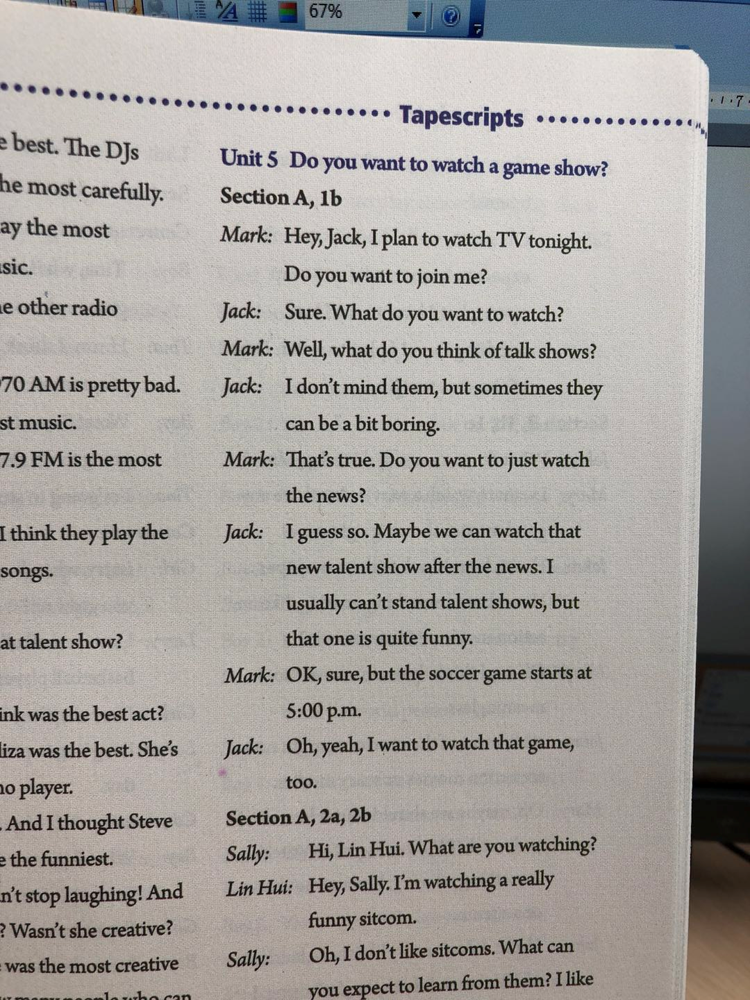 67%
Tapescripts
e best. The DJs
he most carefully.
ay the most
sic.
e other radio
70 AM is pretty bad.
st music.
7.9 FM is the most
I think they play the
songs.
at talent show?
ink was the best act?
liza was the best. She's
no player.
. And I thought Steve
e the funniest.
n't stop laughing! And
? Wasn't she creative?
was the most creative
Unit 5 Do you want to watch a game show?
Section A, 1b
Mark: Hey, Jack, I plan to watch TV tonight.
Do you want to join me?
Jack: Sure. What do you want to watch?
Mark: Well, what do you think of talk shows?
Jack: I don't mind them, but sometimes they
can be a bit boring.
Mark: That's true. Do you want to just watch
the news?
Jack: I guess so. Maybe we can watch that
new talent show after the news. I
usually can't stand talent shows, but
that one is quite funny.
Mark: OK, sure, but the soccer game starts at
5:00 p.m.
Jack: Oh, yeah, I want to watch that game,
too.
Section A, 2a, 2b
Sally: Hi, Lin Hui. What are you watching?
Lin Hui: Hey, Sally. I'm watching a really
funny sitcom.
Sally: Oh, I don't like sitcoms. What can
you expect to learn from them? I like